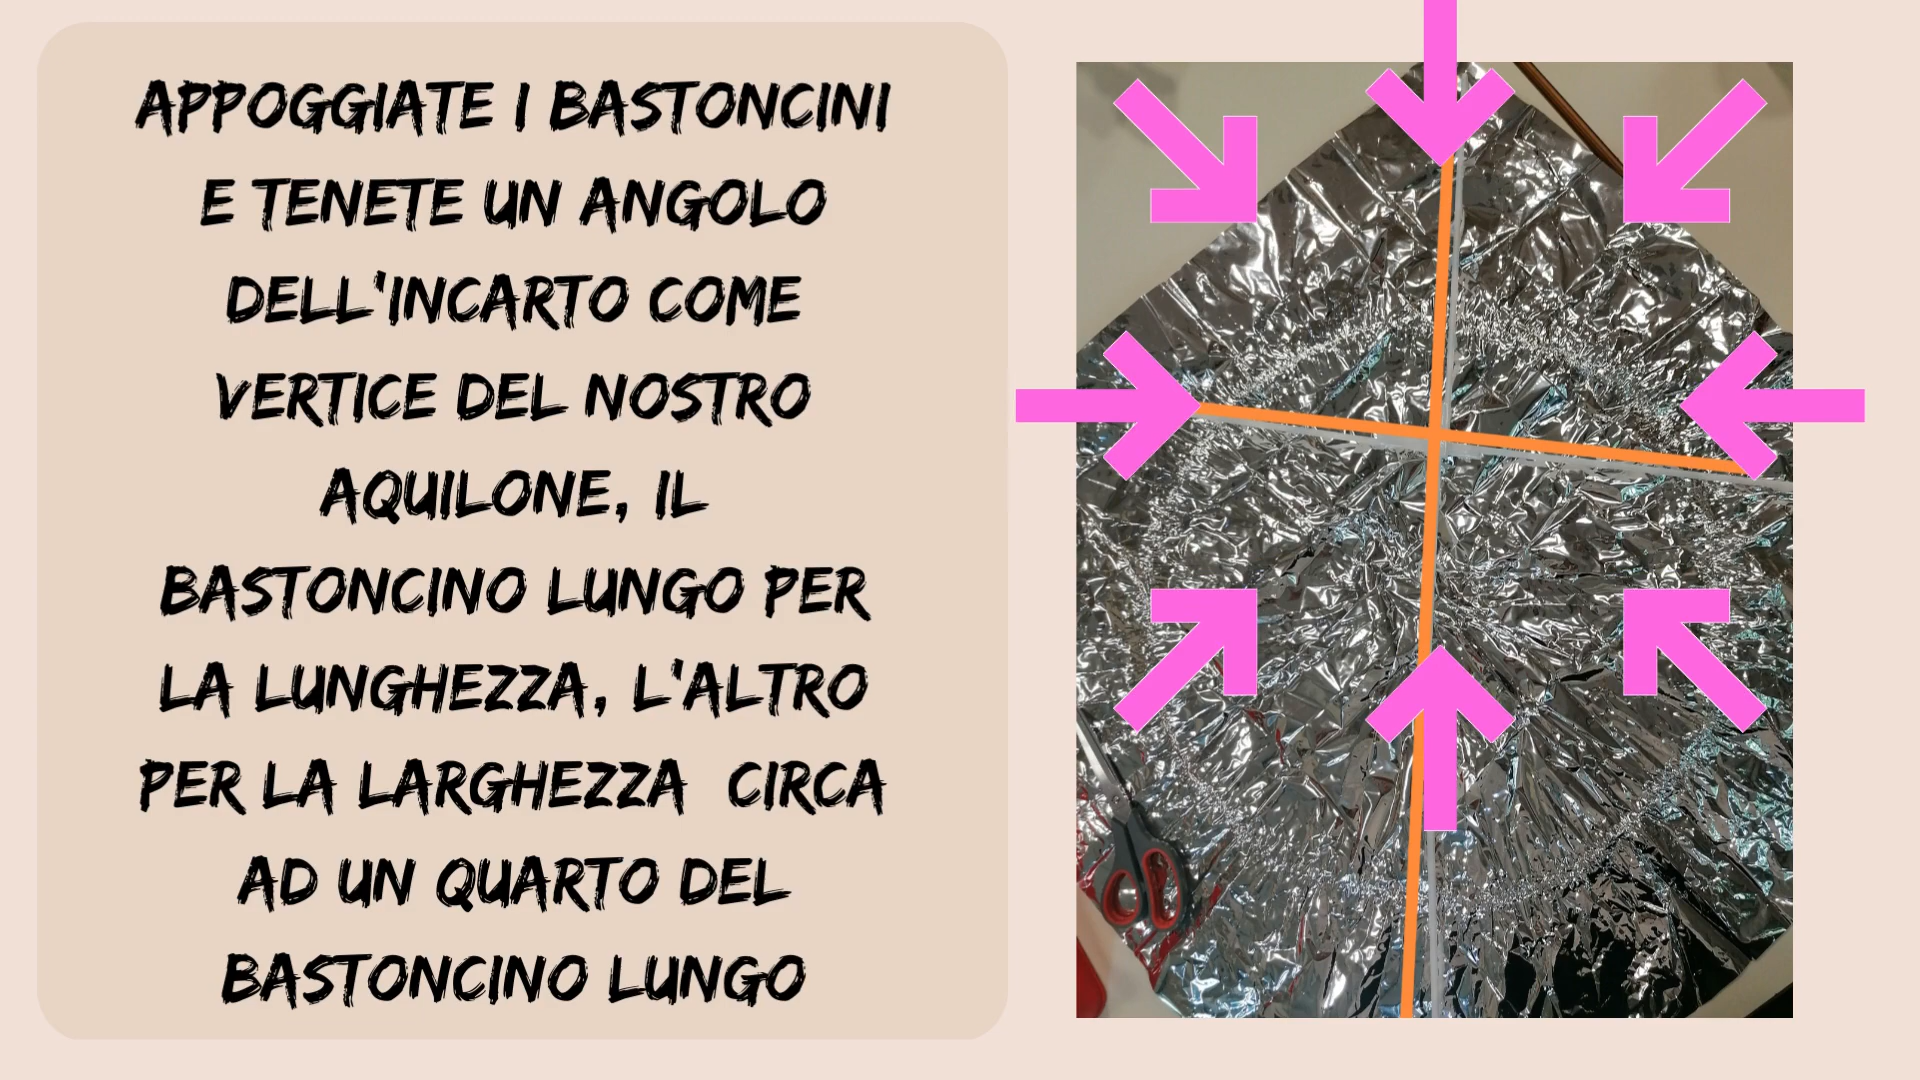 APPOGGIATE I BASTONCINI
E TENETE UN ANGOLO
DELL'INCARTO COME
VERTICE DEL NOSTRO
AQUILONE, IL
BASTONCINO LUNGO PER
LA LUNGHEZZA, L'ALTRO
PER LA LARGHEZZA CIRCA
AD UN QUARTO DEL
BASTONCINO LUNGO